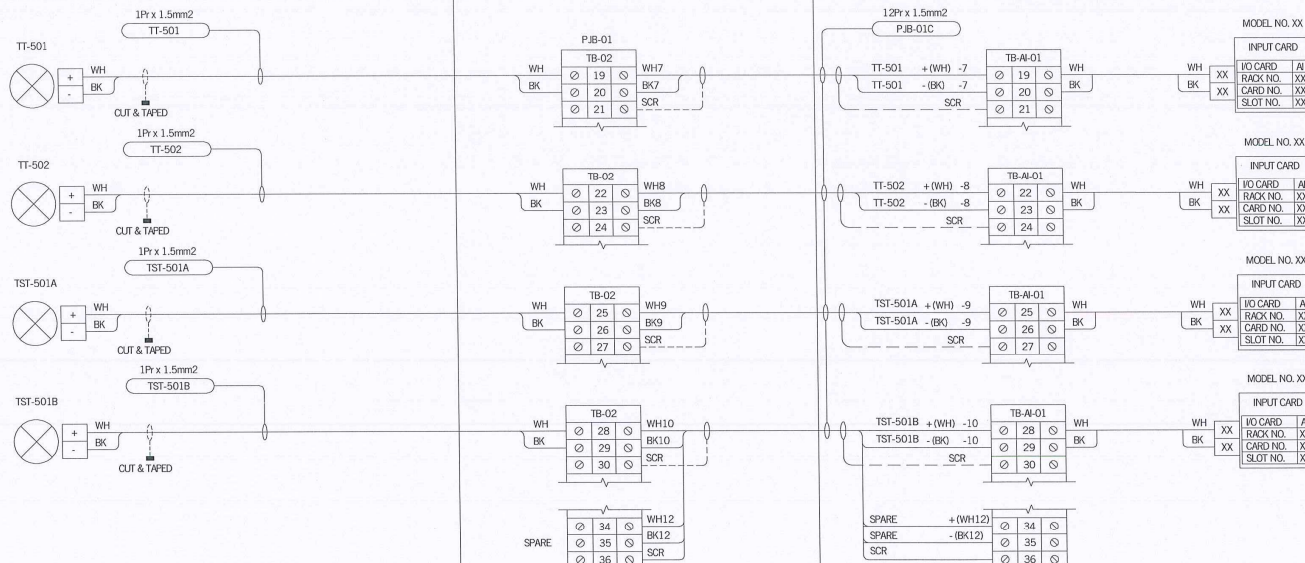 1Pr x 1.5mm2
TT-501
TT-501
+ WH
- BK
CUT & TAPED
PJB-01
TB-02
WH 19 WH7
BK 20 BK7
21 SCR
12Pr x 1.5mm2
PJB-01C
TT-501 +(WH) -7
TT-501 -(BK) -7
SCR
TB-AI-01
19 WH
20 BK
21
MODEL NO. XX
INPUT CARD
WH XX
BK XX
I/O CARD AI
RACK NO. XX
CARD NO. XX
SLOT NO. XX
1Pr x 1.5mm2
TT-502
TT-502
+ WH
- BK
CUT & TAPED
TB-02
WH 22 WH8
BK 23 BK8
24 SCR
TT-502 +(WH) -8
TT-502 -(BK) -8
SCR
TB-AI-01
22 WH
23 BK
24
MODEL NO. XX
INPUT CARD
WH XX
BK XX
I/O CARD
RACK NO.
CARD NO.
SLOT NO.
1Pr x 1.5mm2
TST-501A
TST-501A
+ WH
- BK
CUT & TAPED
TB-02
WH 25 WH9
BK 26 BK9
27 SCR
TST-501A +(WH) -9
TST-501A -(BK) -9
SCR
TB-AI-01
25 WH
26 BK
27
MODEL NO. XX
INPUT CARD
WH XX
BK XX
I/O CARD
RACK NO.
CARD NO.
SLOT NO.
1Pr x 1.5mm2
TST-501B
TST-501B
+ WH
- BK
CUT & TAPED
TB-02
WH 28 WH10
BK 29 BK10
30 SCR
TST-501B +(WH) -10
TST-501B -(BK) -10
SCR
TB-AI-01
28 WH
29 BK
30
MODEL NO.
INPUT CARD
WH XX
BK XX
I/O CARD
RACK NO.
CARD NO.
SLOT NO.
SPARE
34 WH12
35 BK12
36 SCR
SPARE +(WH12)
SPARE -(BK12)
SCR
34
35
36